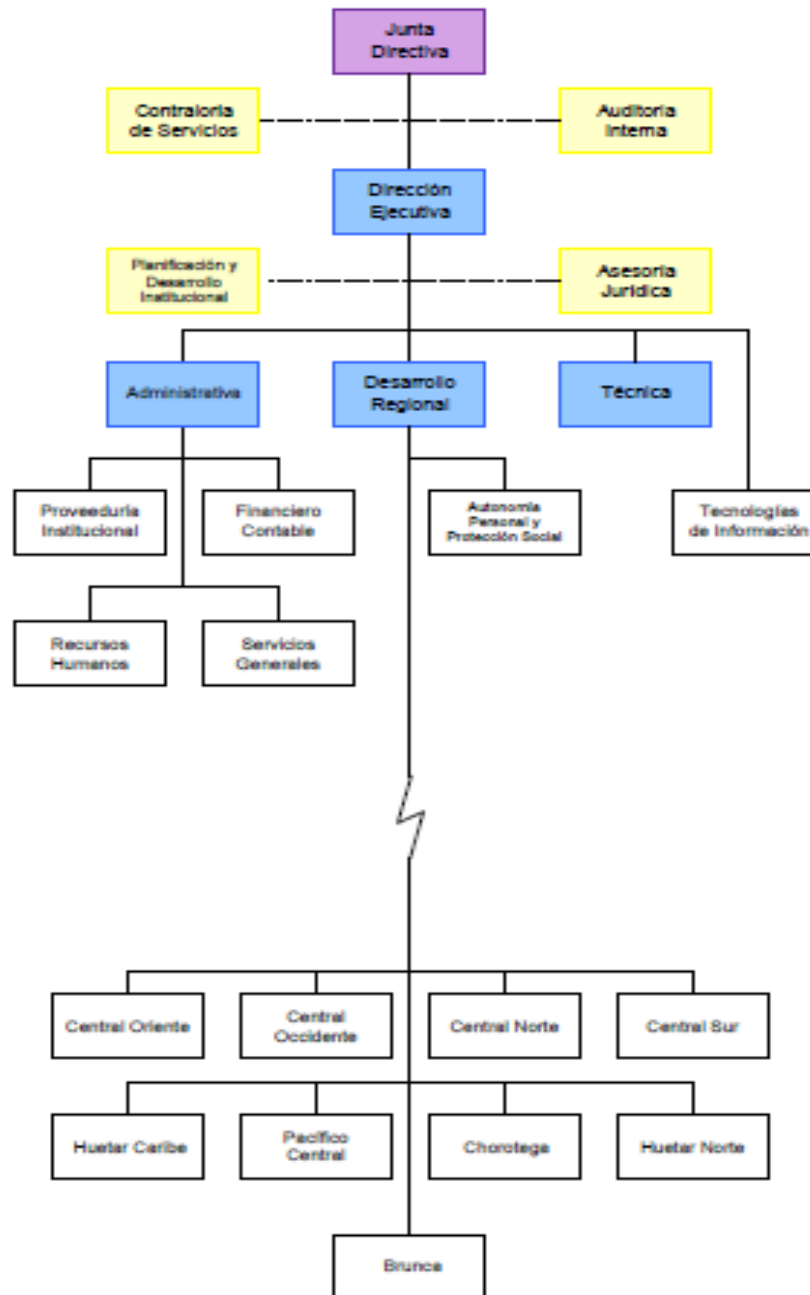 Junta
Directiva
Contraloria
de Servicios
Auditoria
Interna
Dirección
Ejecutiva
Planificación y
Desarrollo
Institucional
Asesoría
Jurídica
Administrativa
Desarrollo
Regional
Técnica
Proveeduría
Institucional
Financiero
Contable
Autonomía
Personal y
Protección Social
Tecnologías
de Información
Recursos
Humanos
Servicios
Generales
Central Oriente
Central
Occidente
Central Norte
Central Sur
Huetar Caribe
Pacífico
Central
Chorotega
Huetar Norte
Brunca